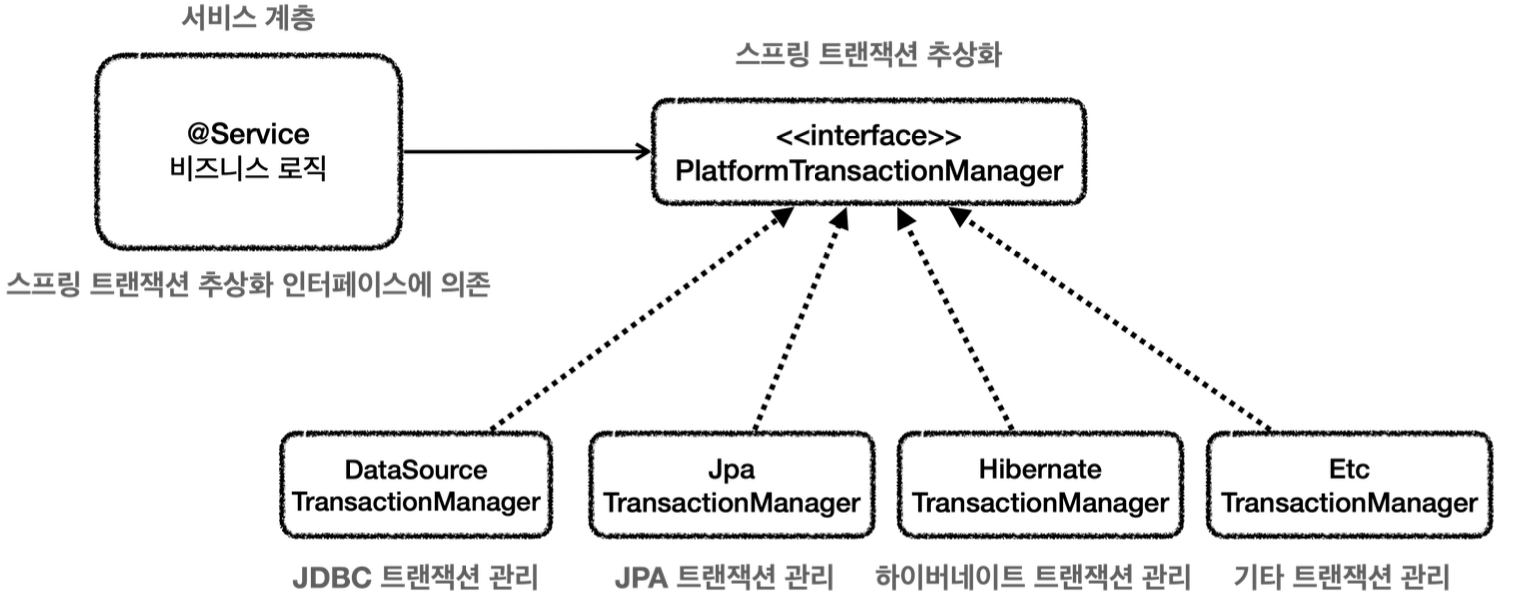 서비스 계층
스프링 트랜잭션 추상화
@Service
비즈니스 로직
<<interface>>
PlatformTransactionManager
스프링 트랜잭션 추상화 인터페이스에 의존
DataSource
TransactionManager
Jpa
TransactionManager
Hibernate
TransactionManager
Etc
TransactionManager
JDBC 트랜잭션 관리
JPA 트랜잭션 관리
하이버네이트 트랜잭션 관리
기타 트랜잭션 관리